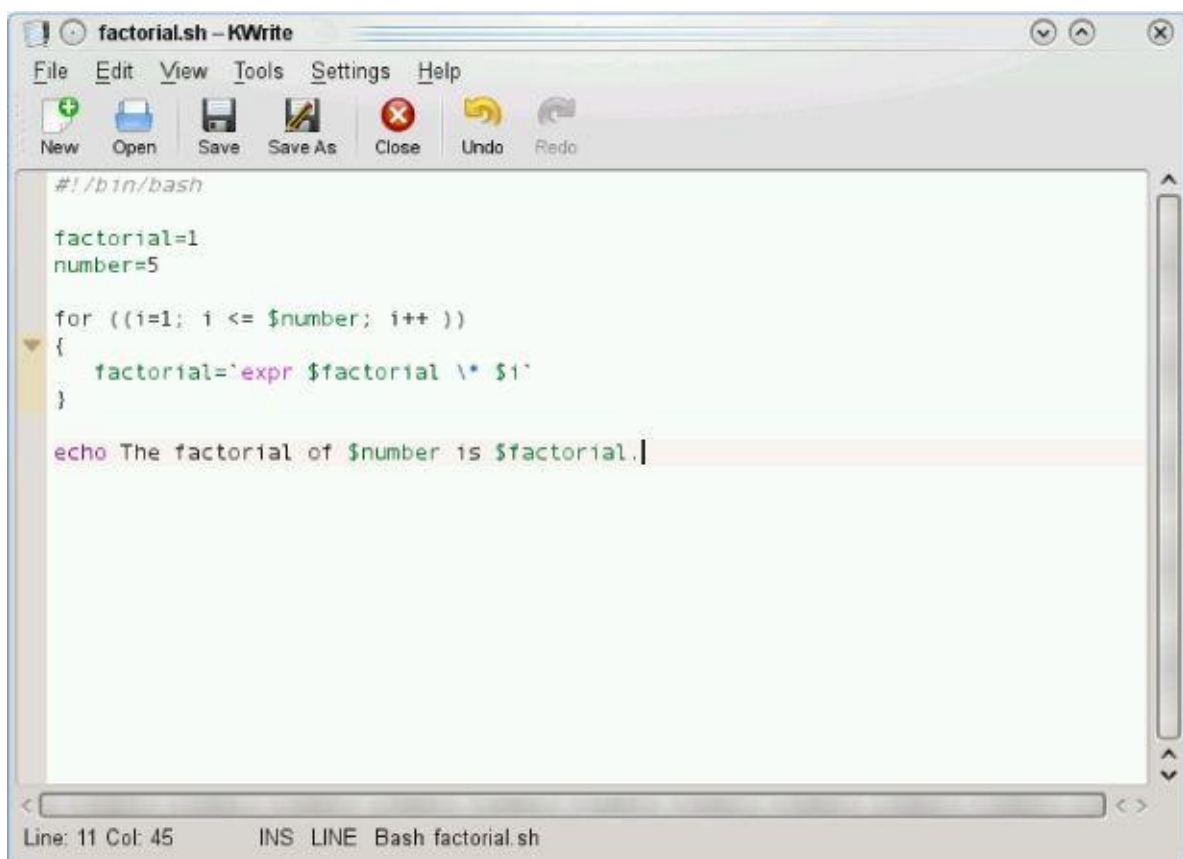 factorial.sh – KWrite
File Edit View Tools Settings Help
New Open Save Save As Close Undo Redo
#!/bin/bash
factorial=1
number=5
for ((i=1; i <= $number; i++ ))
{
factorial=`expr $factorial \* $i`
}
echo The factorial of $number is $factorial.
Line: 11 Col: 45 INS LINE Bash factorial.sh